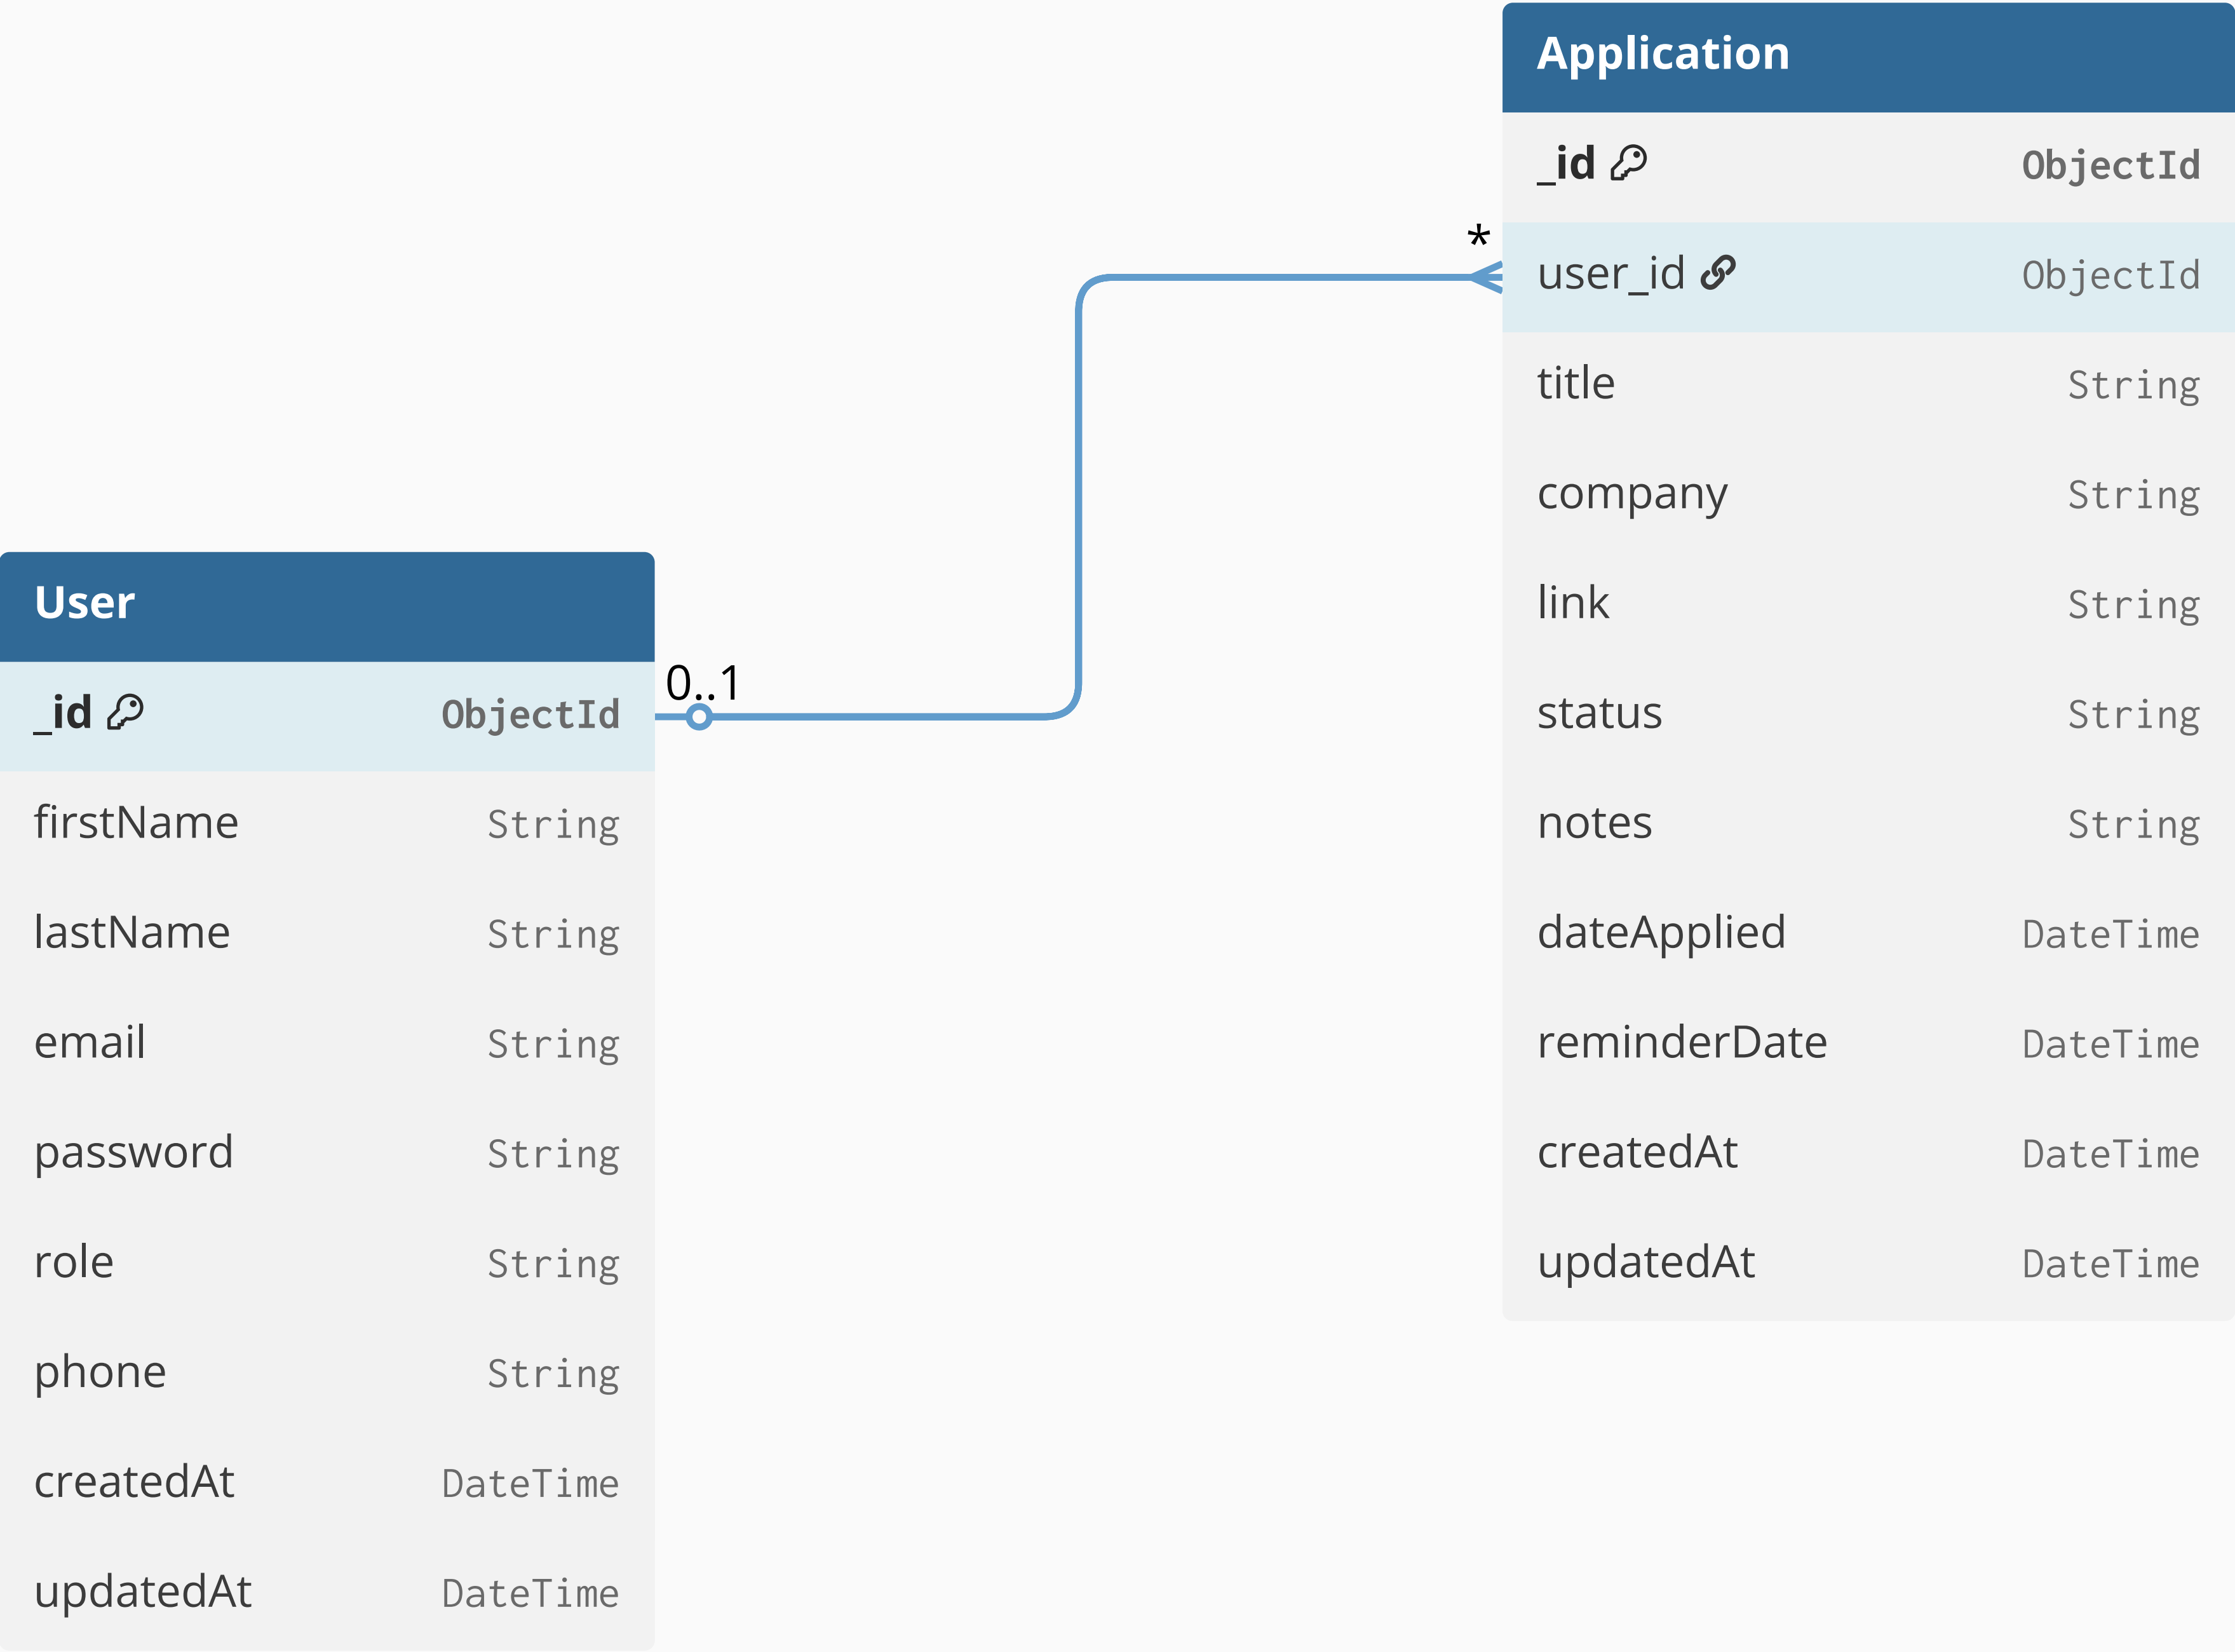 Application
_id ObjectId
user_id ObjectId
title String
company String
link String
status String
notes String
dateApplied DateTime
reminderDate DateTime
createdAt DateTime
updatedAt DateTime
*
0..1
User
_id ObjectId
firstName String
lastName String
email String
password String
role String
phone String
createdAt DateTime
updatedAt DateTime